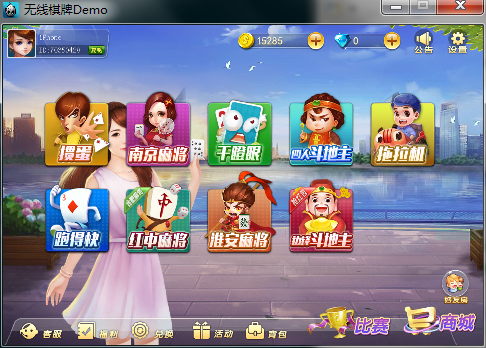 无线棋牌Demo
iPhone
15285
0
公告
设置
掼蛋
南京麻将
干瞪眼
四人斗地主
拖拉机
跑得快
红中麻将
淮安麻将
斗地主
好友房
客服
福利
兑换
活动
背包
比赛
商城